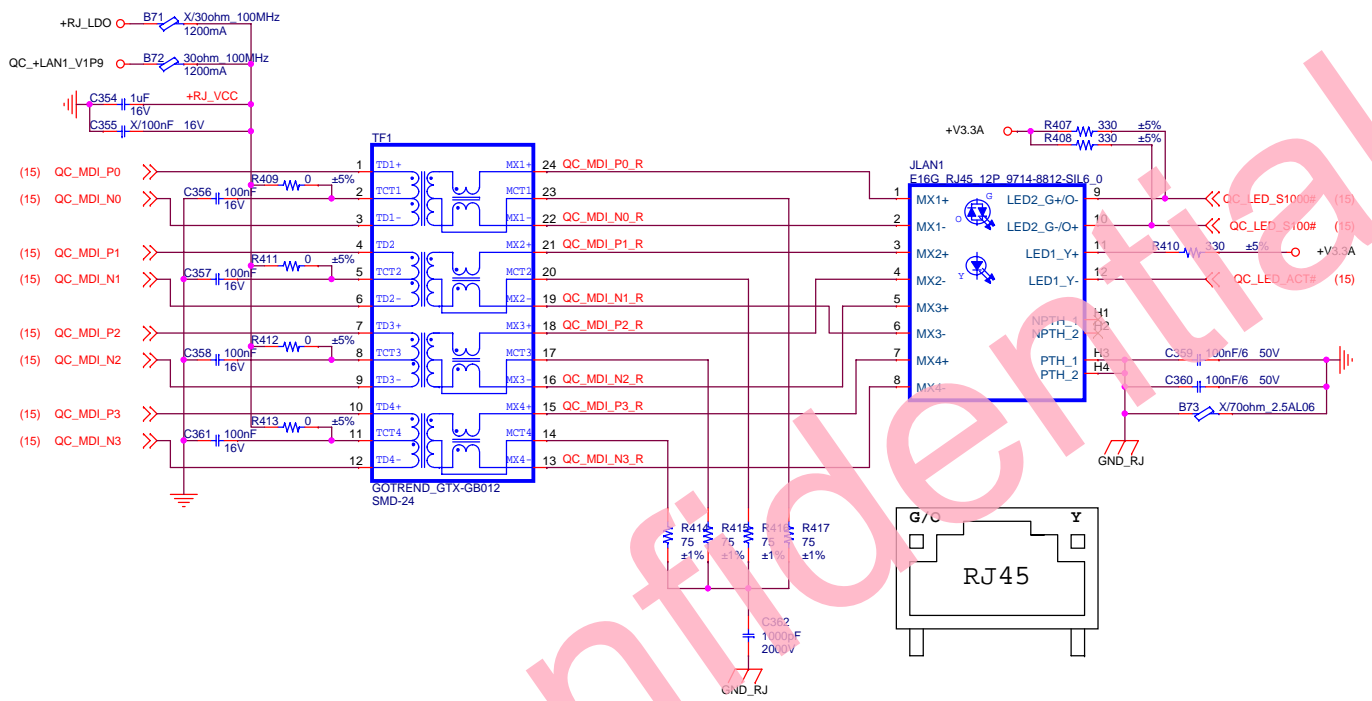 +RJ_LDO
B71
X/30ohm_100MHz
1200mA
QC_+LAN1_V1P9
B72
30ohm_100MHz
1200mA
C354
1uF
16V
+RJ_VCC
C355
X/100nF 16V
(15) QC_MDI_P0
(15) QC_MDI_N0
(15) QC_MDI_P1
(15) QC_MDI_N1
(15) QC_MDI_P2
(15) QC_MDI_N2
(15) QC_MDI_P3
(15) QC_MDI_N3
R409 0 ±5%
C356 100nF
16V
R411 0 ±5%
C357 100nF
16V
R412 0 ±5%
C358 100nF
16V
R413 0 ±5%
C361 100nF
16V
TF1
1 TD1+ MX1+ 24 QC_MDI_P0_R
2 TCT1 MCT1 23
3 TD1- MX1- 22 QC_MDI_N0_R
4 TD2 MX2+ 21 QC_MDI_P1_R
5 TCT2 MCT2 20
6 TD2- MX2- 19 QC_MDI_N1_R
7 TD3+ MX3+ 18 QC_MDI_P2_R
8 TCT3 MCT3 17
9 TD3- MX3- 16 QC_MDI_N2_R
10 TD4+ MX4+ 15 QC_MDI_P3_R
11 TCT4 MCT4 14
12 TD4- MX4- 13 QC_MDI_N3_R
GOTREND_GTX-GB012
SMD-24
R414
75
±1%
R415
75
±1%
R416
75
±1%
R417
75
±1%
C362
1000pF
2000V
GND_RJ
+V3.3A
R407 330 ±5%
R408 330 ±5%
JLAN1
E16G_RJ45_12P_9714-8812-SIL6_0
1 MX1+ LED2_G+/O- 9 QC_LED_S1000# (15)
2 MX1- LED2_G-/O+ 10 QC_LED_S100# (15)
3 MX2+ LED1_Y+ 11 R410 330 ±5% +V3.3A
4 MX2- LED1_Y- 12 QC_LED_ACT# (15)
5 MX3+
6 MX3-
7 MX4+
8 MX4-
O G
Y
NPTH_1 H1
NPTH_2 H2
PTH_1 H3
PTH_2 H4
C359 100nF/6 50V
C360 100nF/6 50V
B73 X/70ohm_2.5AL06
GND_RJ
G/O Y
RJ45
nfidential